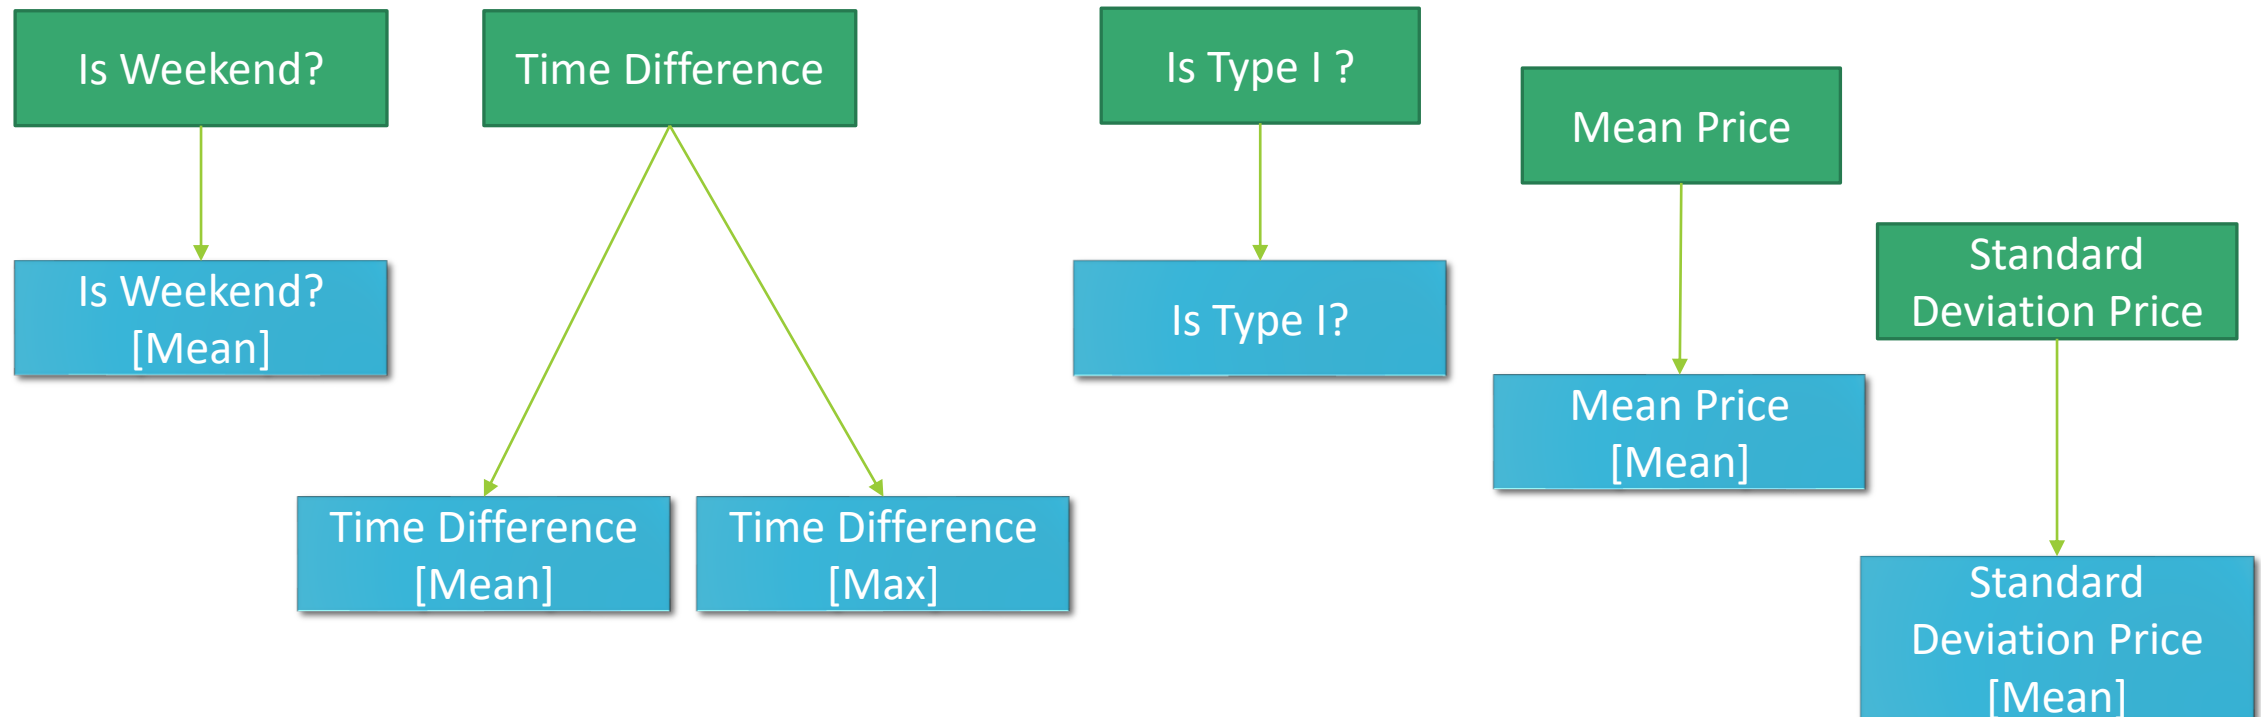 Is Weekend?
Time Difference
Is Type I ?
Mean Price
Standard
Deviation Price
Is Weekend?
[Mean]
Is Type I?
Mean Price
[Mean]
Time Difference
[Mean]
Time Difference
[Max]
Standard
Deviation Price
[Mean]